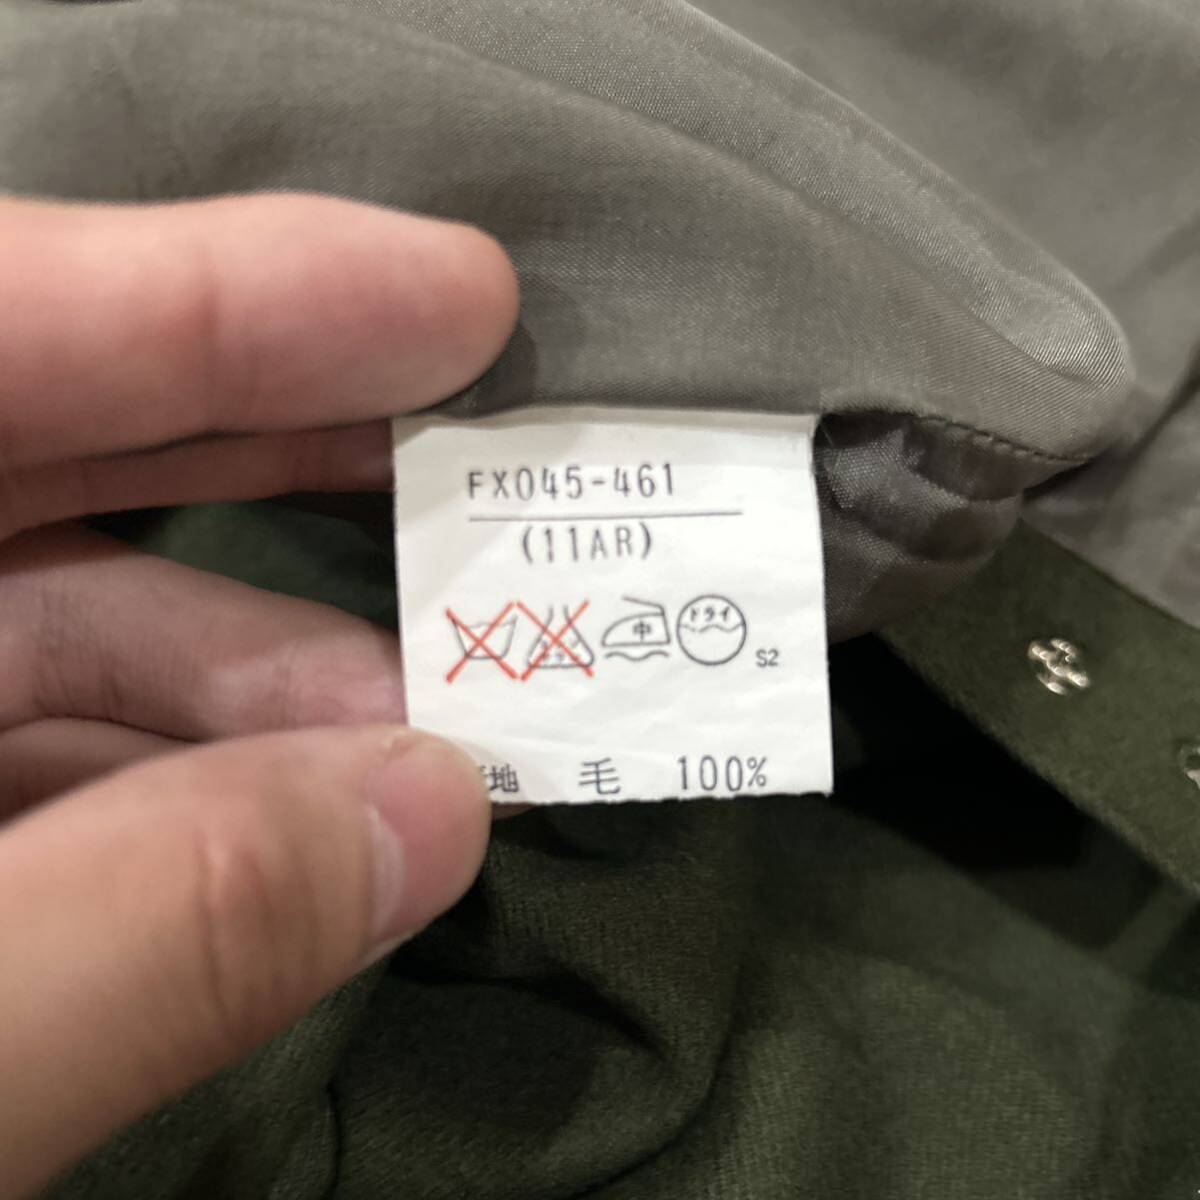 FX045-461
(11AR)
中 ドライ S2
地 毛 100%